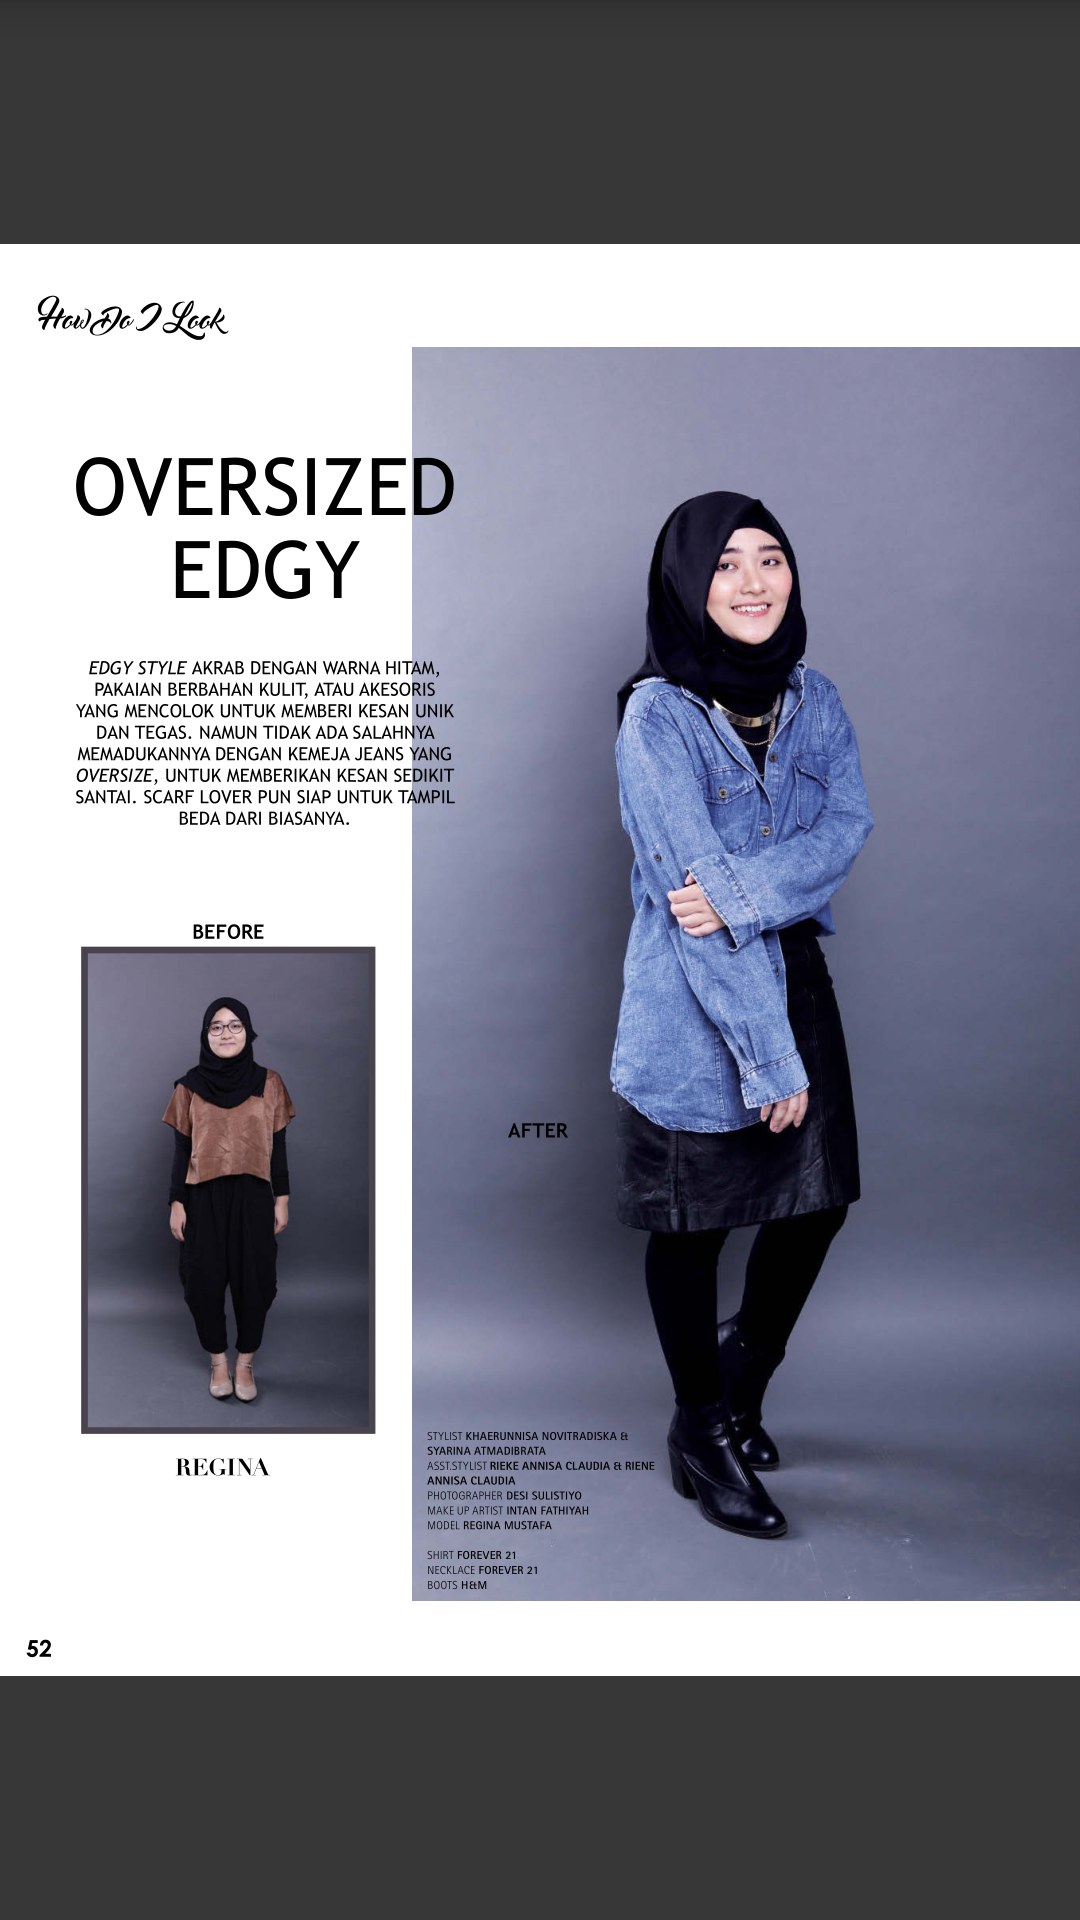 How Do I Look
OVERSIZED
EDGY
EDGY STYLE AKRAB DENGAN WARNA HITAM,
PAKAIAN BERBAHAN KULIT, ATAU AKESORIS
YANG MENCOLOK UNTUK MEMBERI KESAN UNIK
DAN TEGAS. NAMUN TIDAK ADA SALAHNYA
MEMADUKANNYA DENGAN KEMEJA JEANS YANG
OVERSIZE, UNTUK MEMBERIKAN KESAN SEDIKIT
SANTAI. SCARF LOVER PUN SIAP UNTUK TAMPIL
BEDA DARI BIASANYA.
BEFORE
REGINA
AFTER
STYLIST KHAERUNNISA NOVITRADISKA &
SYARINA ATMADIBRATA
ASST.STYLIST RIEKE ANNISA CLAUDIA & RIENE
ANNISA CLAUDIA
PHOTOGRAPHER DESI SULISTIYO
MAKE UP ARTIST INTAN FATHIYAH
MODEL REGINA MUSTAFA
SHIRT FOREVER 21
NECKLACE FOREVER 21
BOOTS H&M
52